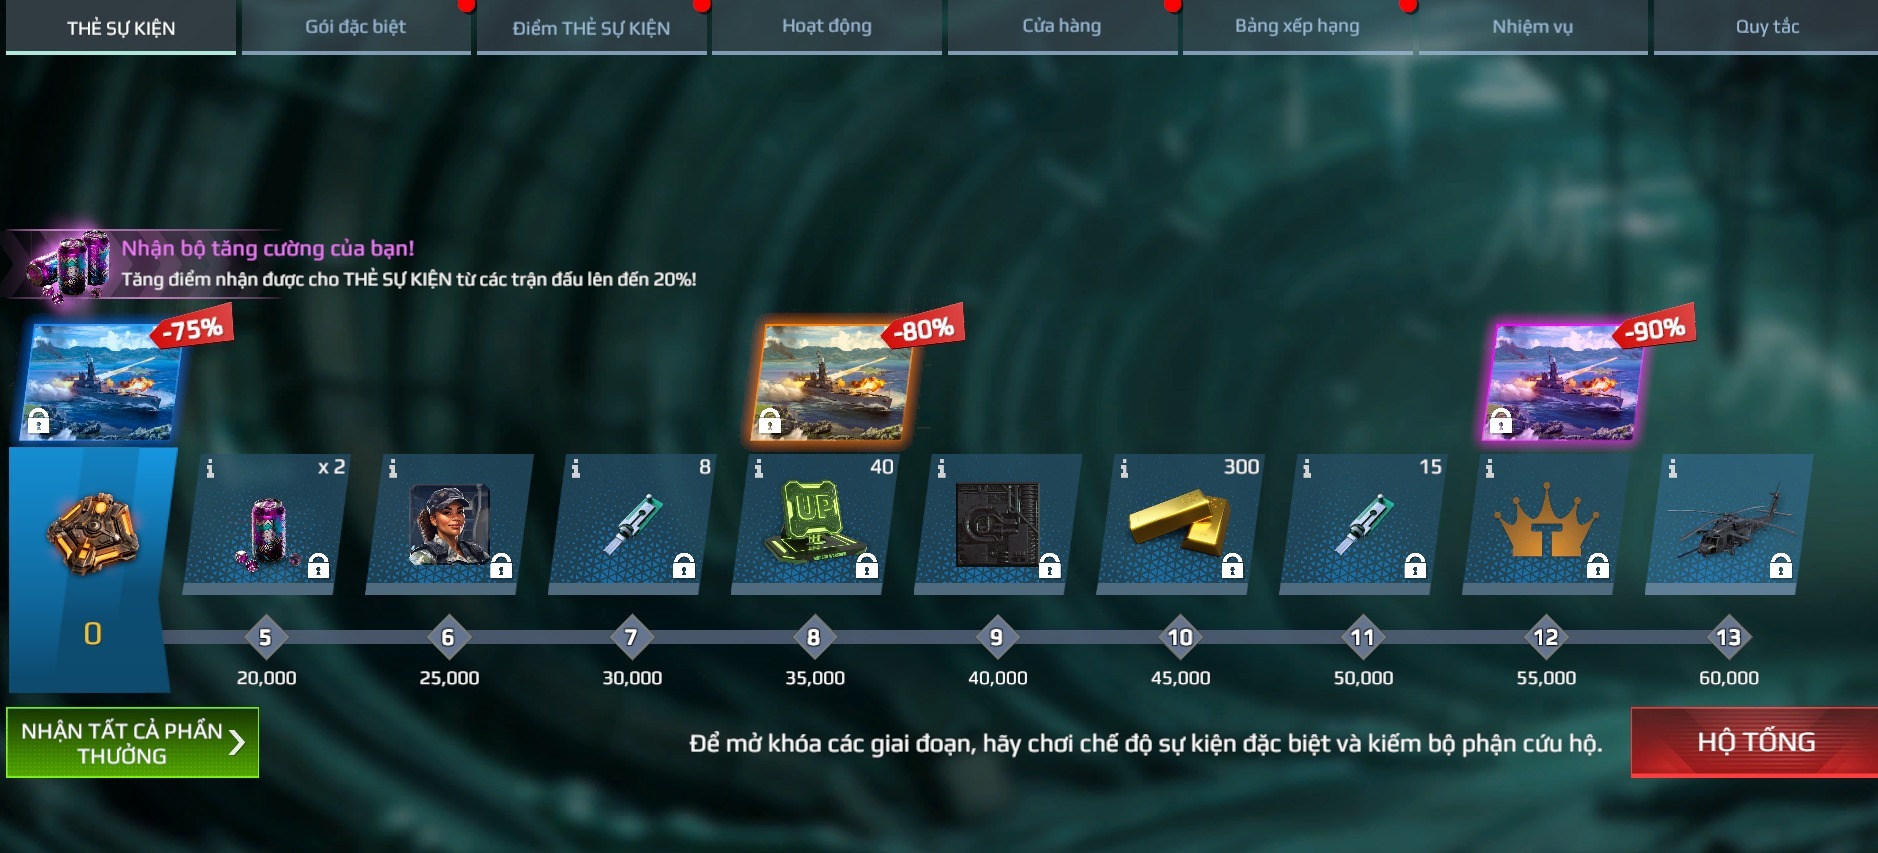 THẺ SỰ KIỆN
Gói đặc biệt
Điểm THẺ SỰ KIỆN
Hoạt động
Cửa hàng
Bảng xếp hạng
Nhiệm vụ
Quy tắc
Nhận bộ tăng cường của bạn!
Tăng điểm nhận được cho THẺ SỰ KIỆN từ các trận đấu lên đến 20%!
-75%
-80%
-90%
x 2
8
40
300
15
UP
0
5
6
7
8
9
10
11
12
13
20,000
25,000
30,000
35,000
40,000
45,000
50,000
55,000
60,000
NHẬN TẤT CẢ PHẦN
THƯỞNG
Để mở khóa các giai đoạn, hãy chơi chế độ sự kiện đặc biệt và kiếm bộ phận cứu hộ.
HỘ TỐNG